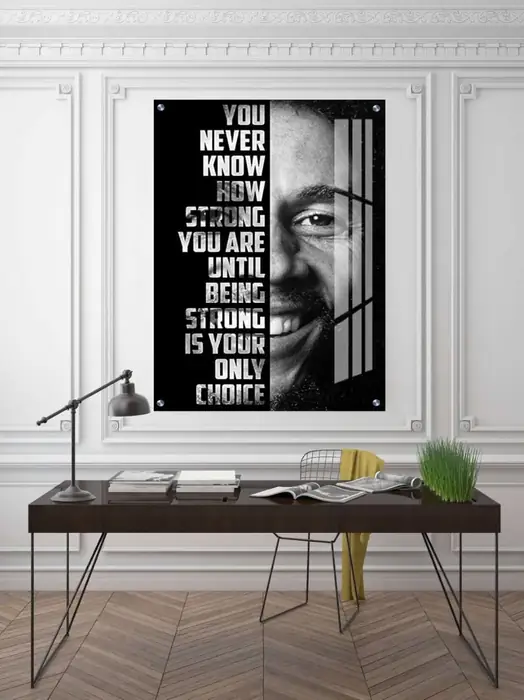 YOU
NEVER
KNOW
HOW
STRONG
YOU ARE
UNTIL
BEING
STRONG
IS YOUR
ONLY
CHOICE